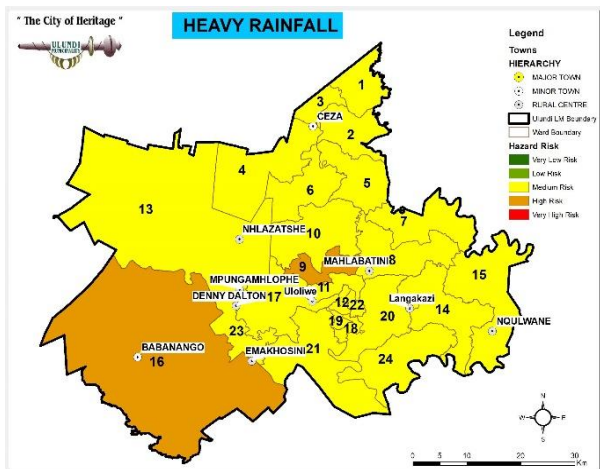 " The City of Heritage "
ULUNDI
MUNICIPALITY
HEAVY RAINFALL
Legend
Towns
HIERARCHY
MAJOR TOWN
MINOR TOWN
RURAL CENTRE
Ulundi LM Boundary
Ward Boundary
Hazard Risk
Very Low Risk
Low Risk
Medium Risk
High Risk
Very High Risk
1
3
CEZA
2
4
5
6
13
7
NHLAZATSHE
10
MAHLABATINI
8
9
15
MPUNGAMHLOPHE
11
17
Uloliwe
DENNY DALTON
12
22
Langakazi
20
14
19
18
23
NQULWANE
21
EMAKHOSINI
24
BABANANGO
16
N
W
E
S
0 5 10 20 30
Km